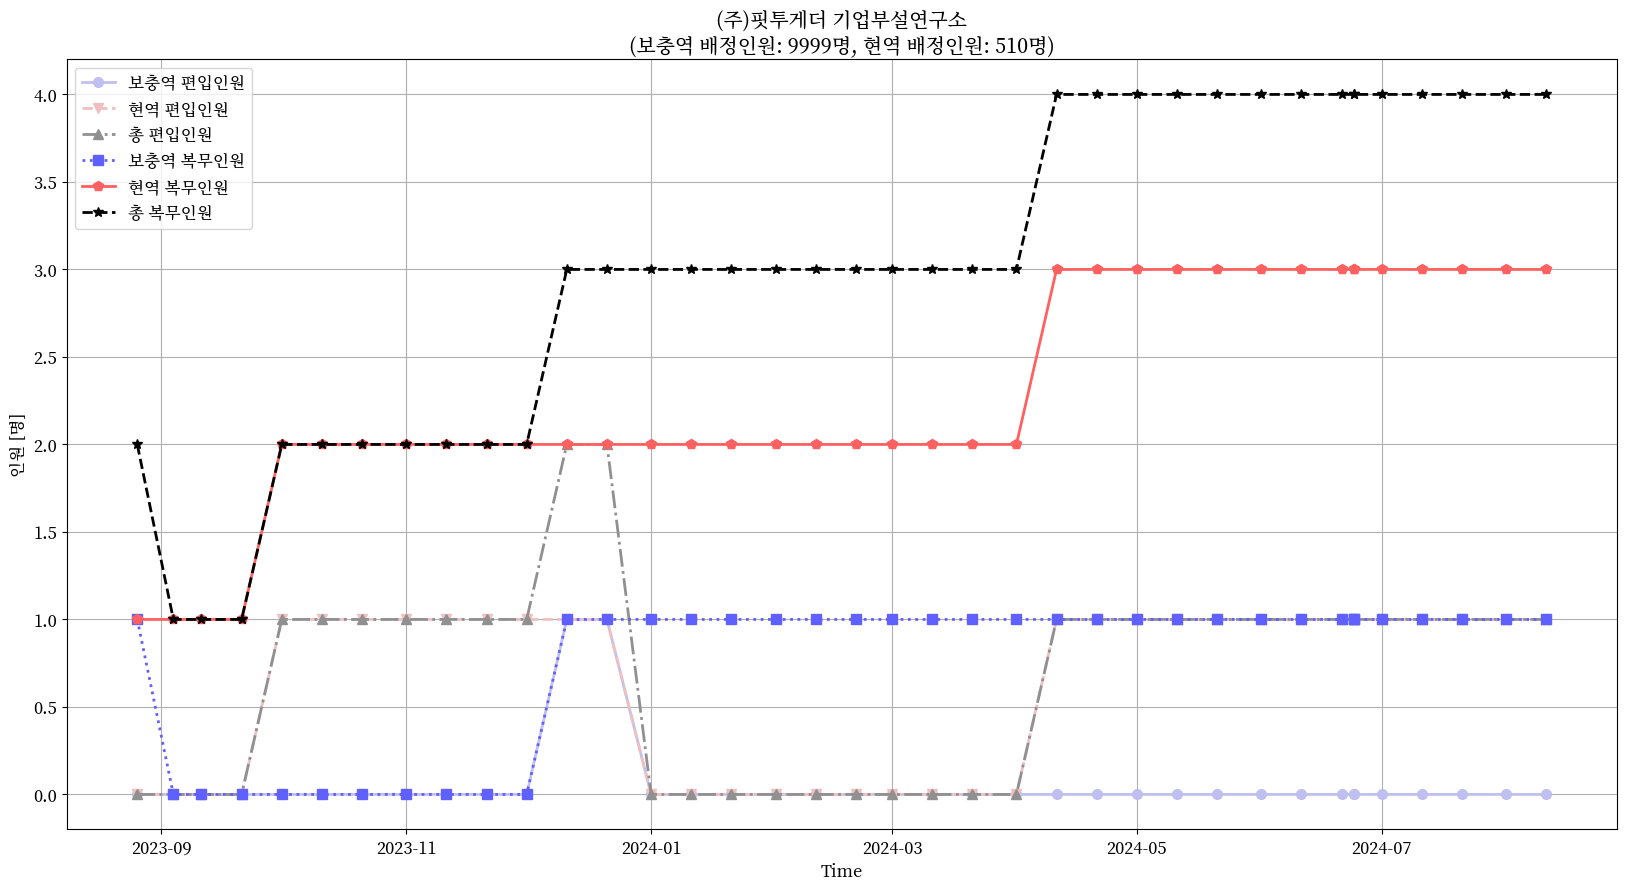 (주)핏투게더 기업부설연구소
(보충역 배정인원: 9999명, 현역 배정인원: 510명)
보충역 편입인원
현역 편입인원
총 편입인원
보충역 복무인원
현역 복무인원
총 복무인원
4.0
3.5
3.0
2.5
2.0
1.5
1.0
0.5
0.0
인원 [명]
2023-09
2023-11
2024-01
2024-03
2024-05
2024-07
Time